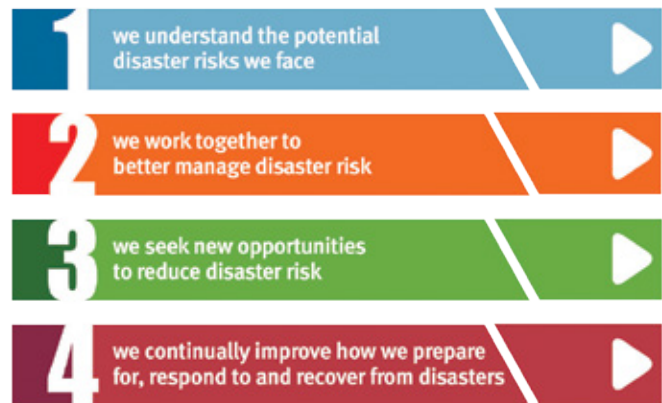 1
we understand the potential
disaster risks we face
2
we work together to
better manage disaster risk
3
we seek new opportunities
to reduce disaster risk
4
we continually improve how we prepare
for, respond to and recover from disasters